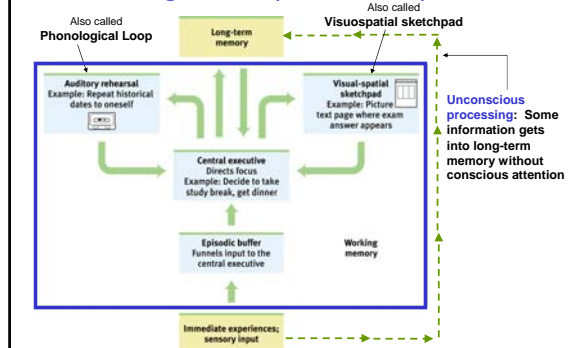 Also called
Phonological Loop
Also called
Visuospatial sketchpad
Long-term
memory
Auditory rehearsal
Example: Repeat historical
dates to oneself
Visual-spatial
sketchpad
Example: Picture
text page where exam
answer appears
Unconscious
processing: Some
information gets
into long-term
memory without
conscious attention
Central executive
Directs focus
Example: Decide to take
study break, get dinner
Episodic buffer
Funnels input to the
central executive
Working
memory
Immediate experiences;
sensory input